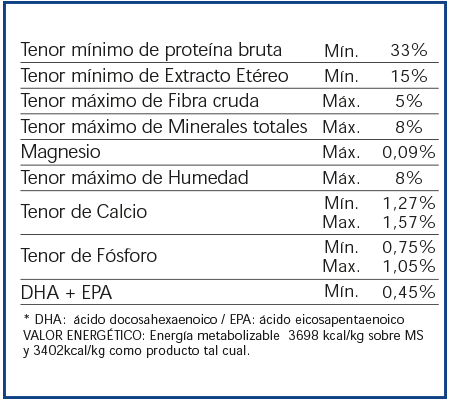 Tenor mínimo de proteína bruta Mín. 33%
Tenor mínimo de Extracto Etéreo Mín. 15%
Tenor máximo de Fibra cruda Máx. 5%
Tenor máximo de Minerales totales Máx. 8%
Magnesio Máx. 0,09%
Tenor máximo de Humedad Máx. 8%
Tenor de Calcio Mín. 1,27%
Max. 1,57%
Tenor de Fósforo Mín. 0,75%
Max. 1,05%
DHA + EPA Mín. 0,45%
* DHA: ácido docosahexaenoico / EPA: ácido eicosapentaenoico
VALOR ENERGÉTICO: Energía metabolizable 3698 kcal/kg sobre MS
y 3402kcal/kg como producto tal cual.